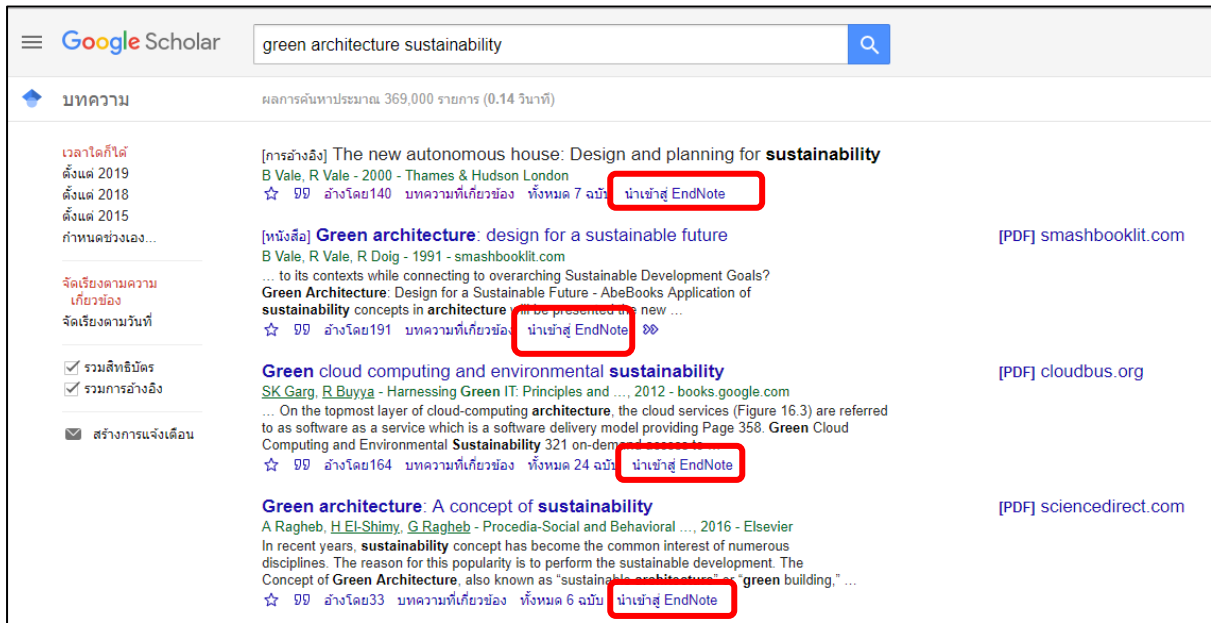 Google Scholar
green architecture sustainability
บทความ
ผลการค้นหาประมาณ 369,000 รายการ (0.14 วินาที)
เวลาใดก็ได้
ตั้งแต่ 2019
ตั้งแต่ 2018
ตั้งแต่ 2015
กำหนดช่วงเอง...
จัดเรียงตามความ
เกี่ยวข้อง
จัดเรียงตามวันที่
รวมสิทธิบัตร
รวมการอ้างอิง
สร้างการแจ้งเตือน
[การอ้างอิง] The new autonomous house: Design and planning for sustainability
B Vale, R Vale - 2000 - Thames & Hudson London
อ้างโดย140 บทความที่เกี่ยวข้อง ทั้งหมด 7 ฉบับ นำเข้าสู่ EndNote
[หนังสือ] Green architecture: design for a sustainable future
[PDF] smashbooklit.com
B Vale, R Vale, R Doig - 1991 - smashbooklit.com
… to its contexts while connecting to overarching Sustainable Development Goals?
Green Architecture: Design for a Sustainable Future - AbeBooks Application of
sustainability concepts in architecture will be presented the new …
อ้างโดย191 บทความที่เกี่ยวข้อง นำเข้าสู่ EndNote
Green cloud computing and environmental sustainability
[PDF] cloudbus.org
SK Garg, R Buyya - Harnessing Green IT: Principles and …, 2012 - books.google.com
… On the topmost layer of cloud-computing architecture, the cloud services (Figure 16.3) are referred
to as software as a service which is a software delivery model providing Page 358. Green Cloud
Computing and Environmental Sustainability 321 on-demand access to …
อ้างโดย164 บทความที่เกี่ยวข้อง ทั้งหมด 24 ฉบับ นำเข้าสู่ EndNote
Green architecture: A concept of sustainability
[PDF] sciencedirect.com
A Ragheb, H El-Shimy, G Ragheb - Procedia-Social and Behavioral …, 2016 - Elsevier
In recent years, sustainability concept has become the common interest of numerous
disciplines. The reason for this popularity is to perform the sustainable development. The
Concept of Green Architecture, also known as “sustainable architecture” or “green building,” …
อ้างโดย33 บทความที่เกี่ยวข้อง ทั้งหมด 6 ฉบับ นำเข้าสู่ EndNote